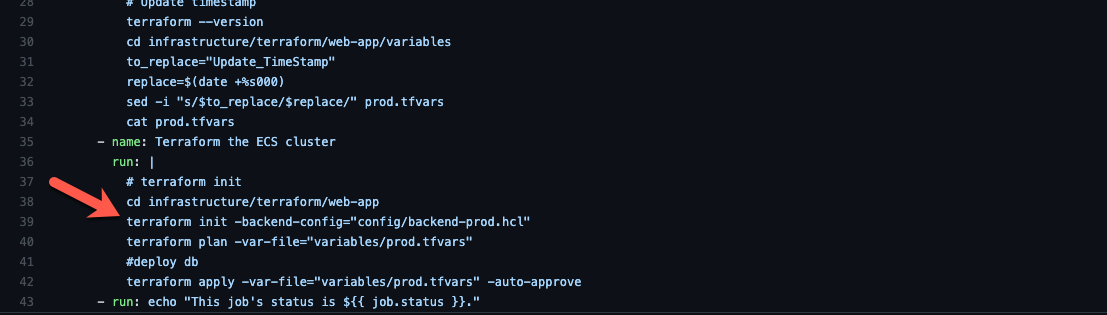 28 # Update timestamp
29 terraform --version
30 cd infrastructure/terraform/web-app/variables
31 to_replace="Update_TimeStamp"
32 replace=$(date +%s000)
33 sed -i "s/$to_replace/$replace/" prod.tfvars
34 cat prod.tfvars
35 - name: Terraform the ECS cluster
36 run: |
37 # terraform init
38 cd infrastructure/terraform/web-app
39 terraform init -backend-config="config/backend-prod.hcl"
40 terraform plan -var-file="variables/prod.tfvars"
41 #deploy db
42 terraform apply -var-file="variables/prod.tfvars" -auto-approve
43 - run: echo "This job's status is ${{ job.status }}."